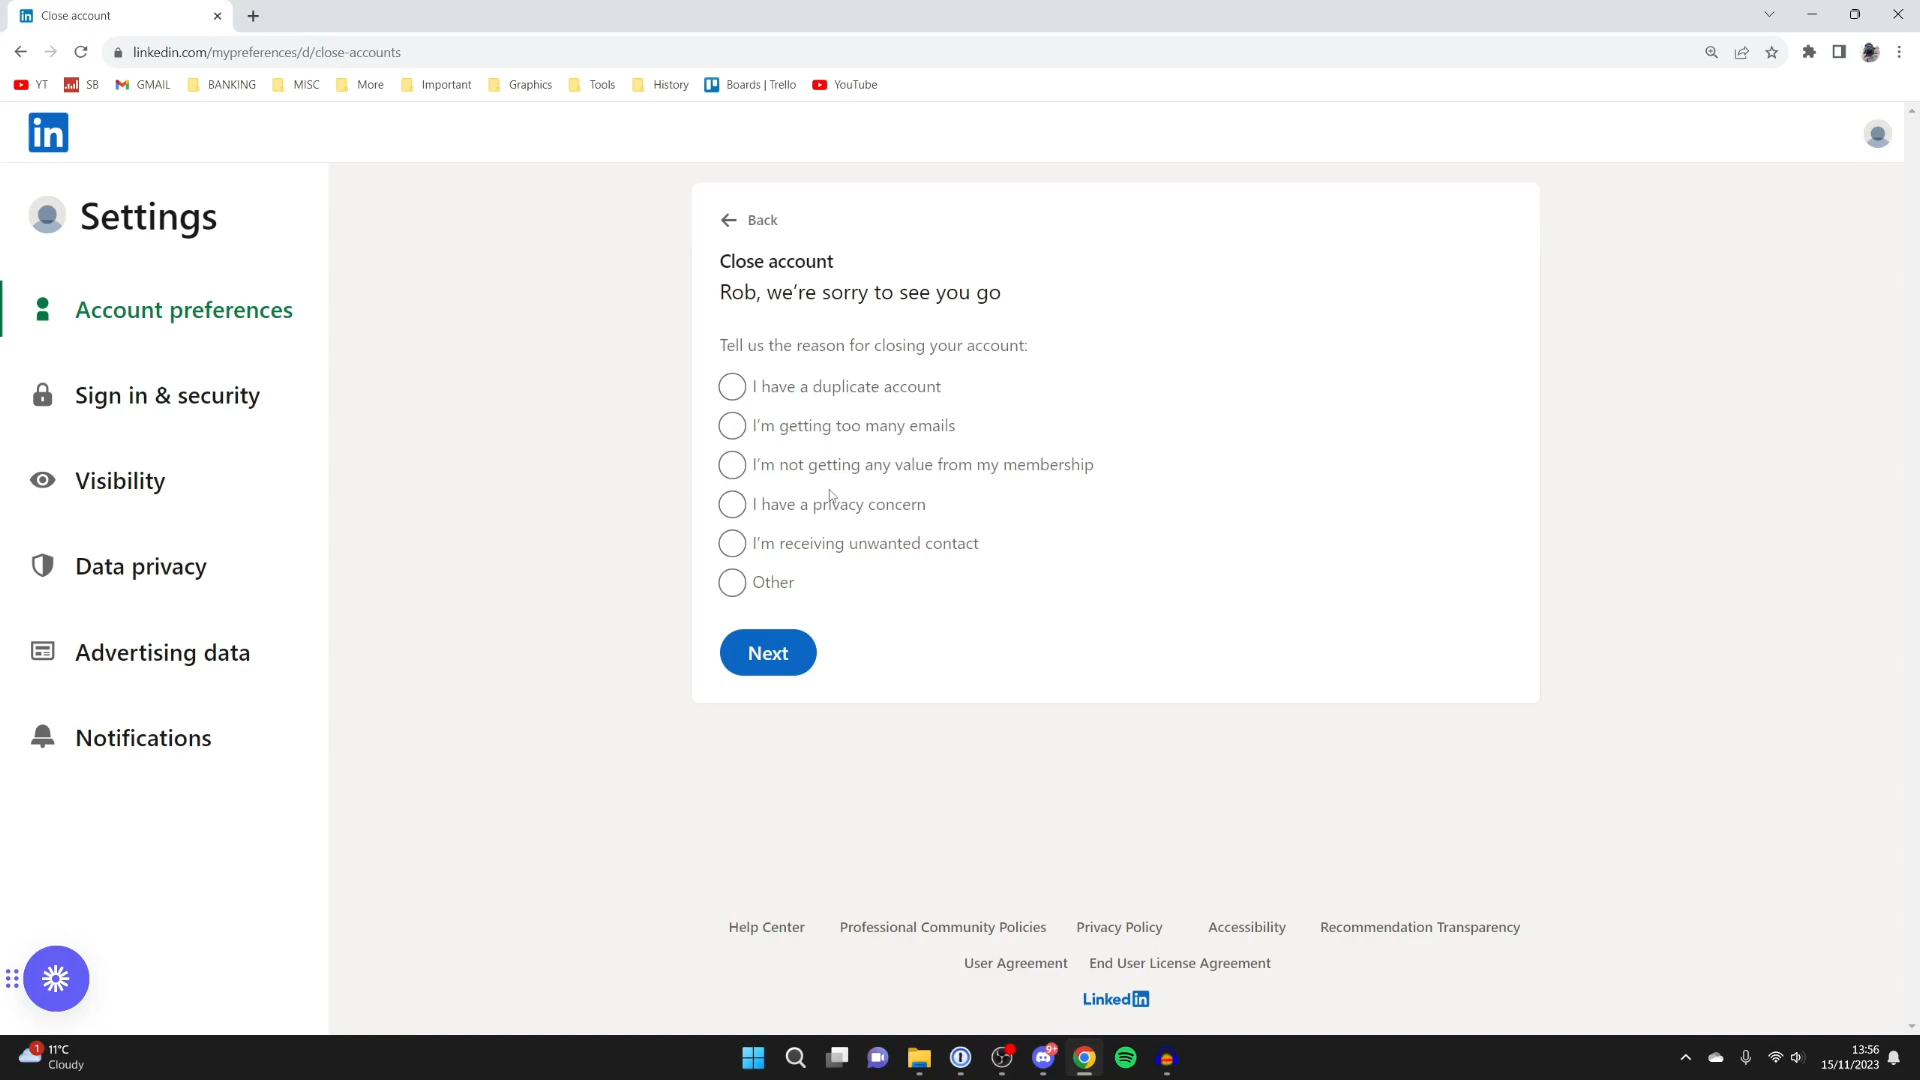 Close account
linkedin.com/mypreferences/d/close-accounts
YT SB GMAIL BANKING MISC More Important Graphics Tools History Boards | Trello YouTube
in
Settings
Account preferences
Sign in & security
Visibility
Data privacy
Advertising data
Notifications
Back
Close account
Rob, we’re sorry to see you go
Tell us the reason for closing your account:
I have a duplicate account
I’m getting too many emails
I’m not getting any value from my membership
I have a privacy concern
I’m receiving unwanted contact
Other
Next
Help Center Professional Community Policies Privacy Policy Accessibility Recommendation Transparency
User Agreement End User License Agreement
Linked in
1 11°C
Cloudy
9+
13:56
15/11/2023